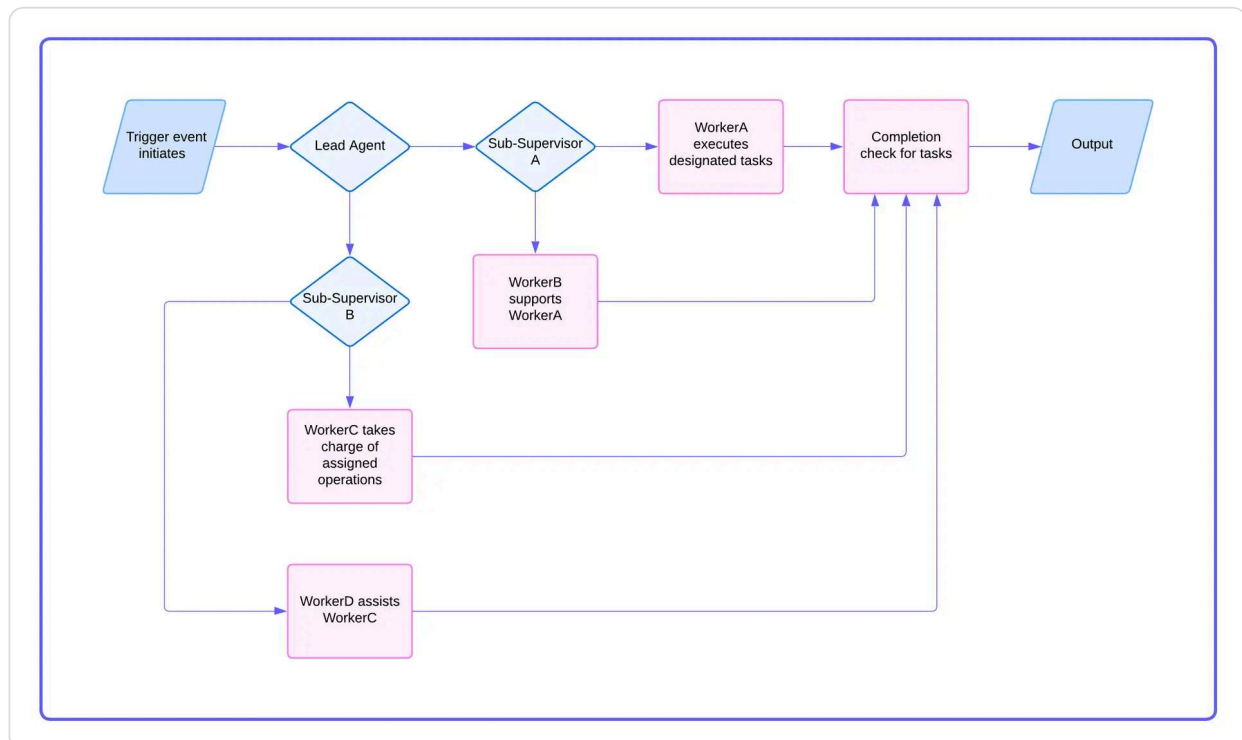 Trigger event
initiates
Lead Agent
Sub-Supervisor
A
WorkerA
executes
designated tasks
Completion
check for tasks
Output
Sub-Supervisor
B
WorkerB
supports
WorkerA
WorkerC takes
charge of
assigned
operations
WorkerD assists
WorkerC